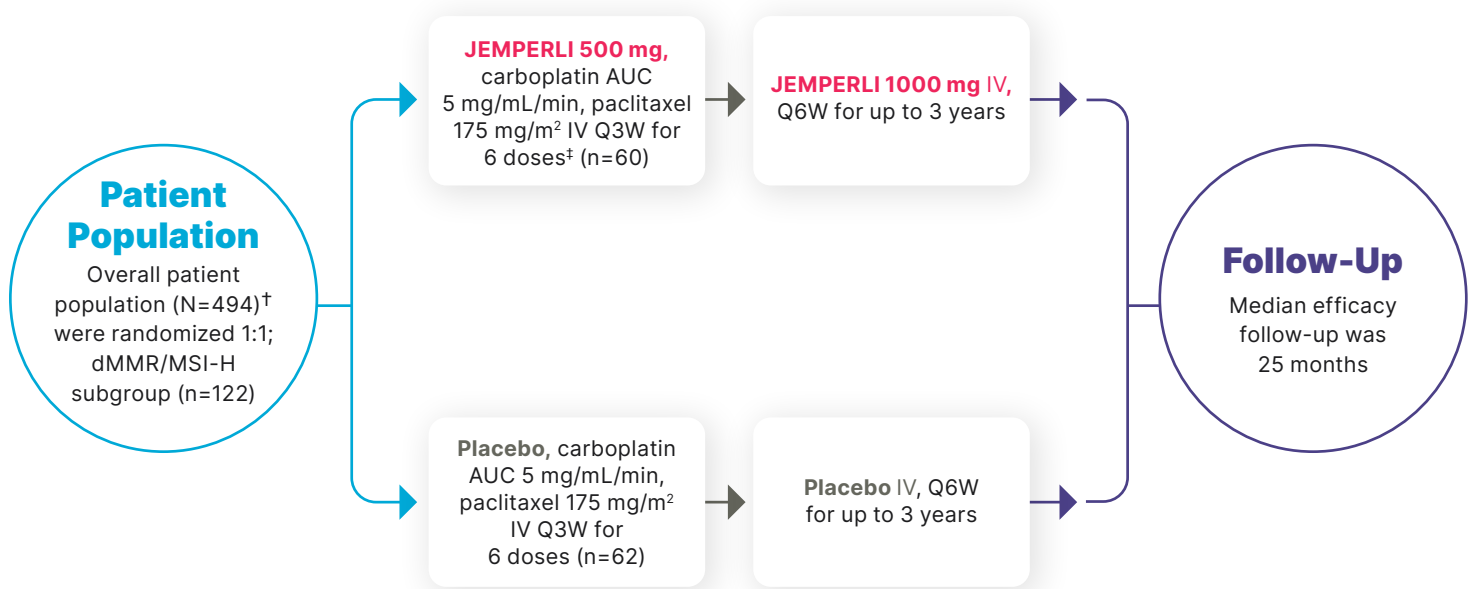 Patient
Population
Overall patient
population (N=494)†
were randomized 1:1;
dMMR/MSI-H
subgroup (n=122)
JEMPERLI 500 mg,
carboplatin AUC
5 mg/mL/min, paclitaxel
175 mg/m² IV Q3W for
6 doses‡ (n=60)
JEMPERLI 1000 mg IV,
Q6W for up to 3 years
Placebo, carboplatin
AUC 5 mg/mL/min,
paclitaxel 175 mg/m²
IV Q3W for
6 doses (n=62)
Placebo IV, Q6W
for up to 3 years
Follow-Up
Median efficacy
follow-up was
25 months